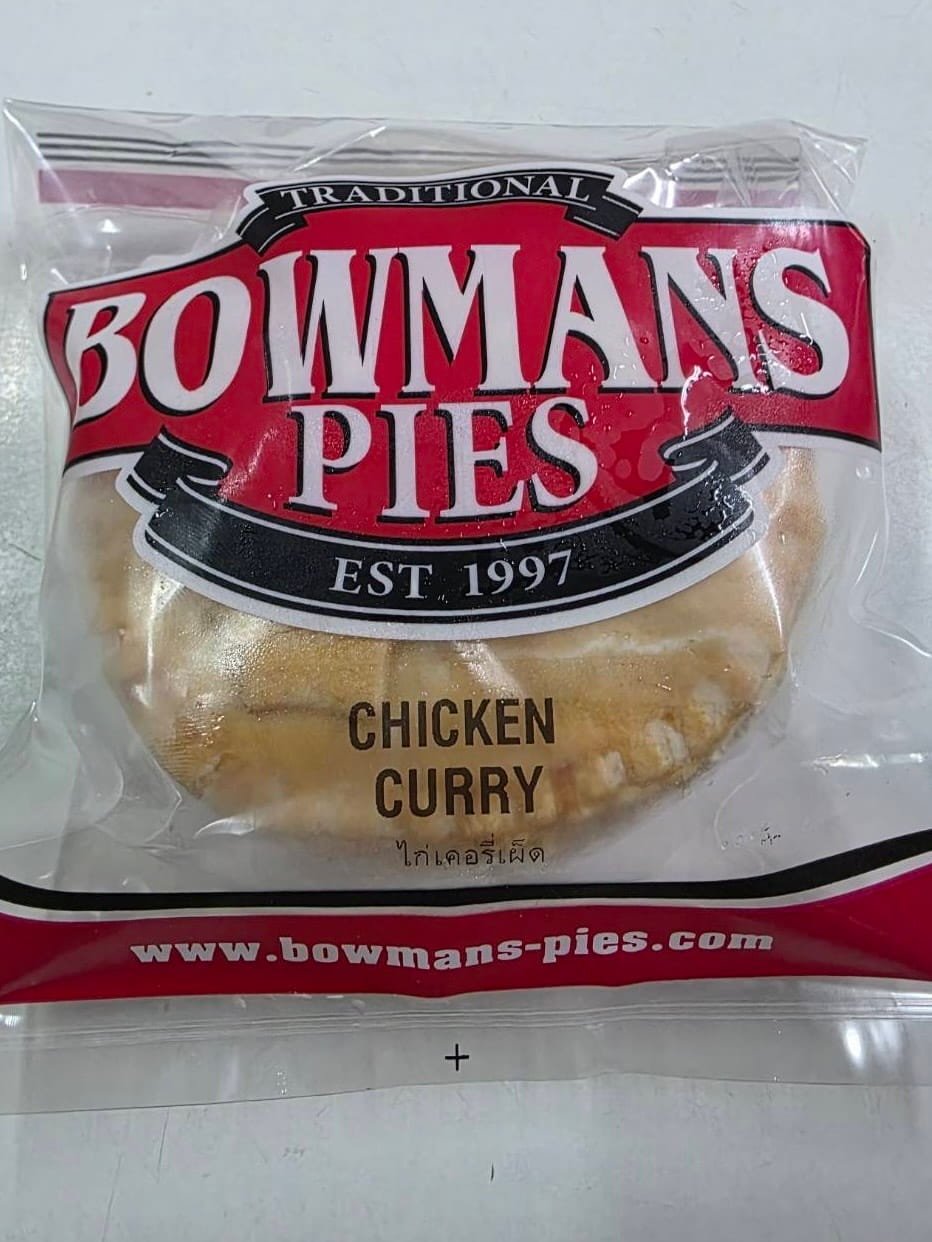 TRADITIONAL
BOWMANS
PIES
EST 1997
CHICKEN
CURRY
ไก่เคอรี่เผ็ด
www.bowmans-pies.com
+